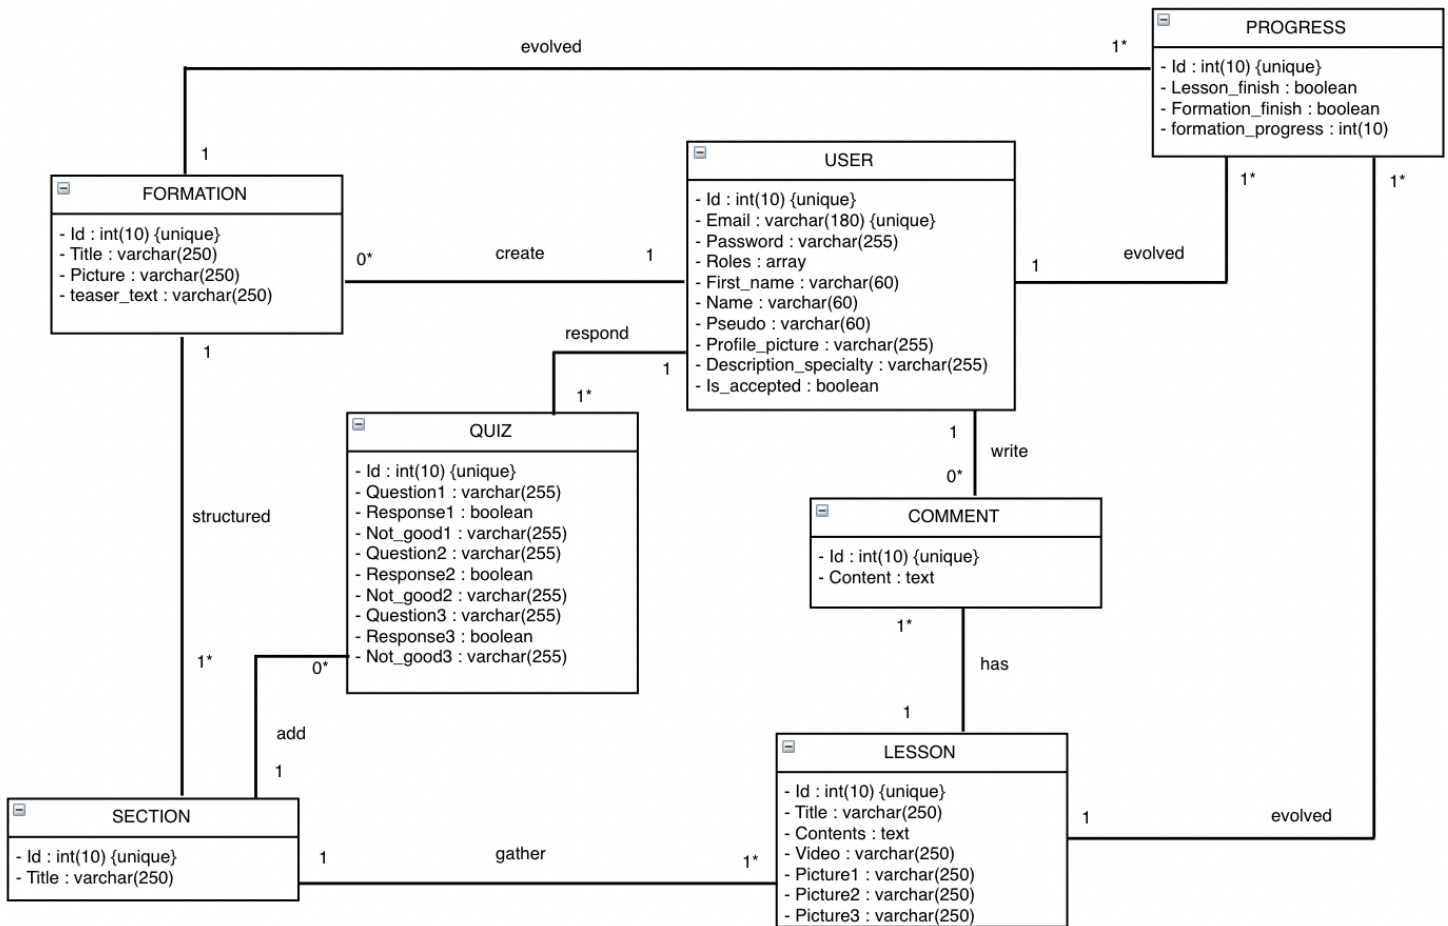 evolved
1*
PROGRESS
- Id : int(10) {unique}
- Lesson_finish : boolean
- Formation_finish : boolean
- formation_progress : int(10)
1
FORMATION
- Id : int(10) {unique}
- Title : varchar(250)
- Picture : varchar(250)
- teaser_text : varchar(250)
0*
create
1
USER
- Id : int(10) {unique}
- Email : varchar(180) {unique}
- Password : varchar(255)
- Roles : array
- First_name : varchar(60)
- Name : varchar(60)
- Pseudo : varchar(60)
- Profile_picture : varchar(255)
- Description_specialty : varchar(255)
- Is_accepted : boolean
1
evolved
1*
1*
respond
1
1*
1
structured
1*
QUIZ
- Id : int(10) {unique}
- Question1 : varchar(255)
- Response1 : boolean
- Not_good1 : varchar(255)
- Question2 : varchar(255)
- Response2 : boolean
- Not_good2 : varchar(255)
- Question3 : varchar(255)
- Response3 : boolean
- Not_good3 : varchar(255)
0*
add
1
1
write
0*
COMMENT
- Id : int(10) {unique}
- Content : text
1*
has
1
SECTION
- Id : int(10) {unique}
- Title : varchar(250)
1
gather
1*
LESSON
- Id : int(10) {unique}
- Title : varchar(250)
- Contents : text
- Video : varchar(250)
- Picture1 : varchar(250)
- Picture2 : varchar(250)
- Picture3 : varchar(250)
1
evolved